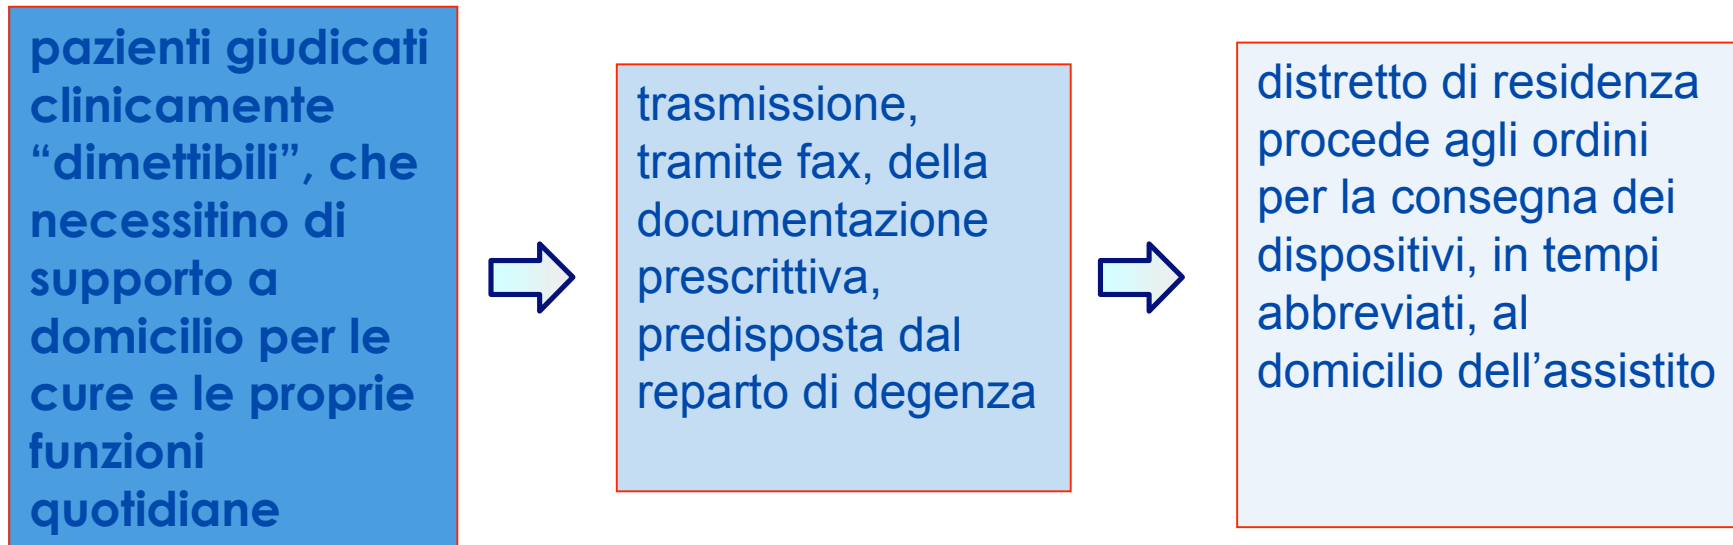 pazienti giudicati
clinicamente
“dimettibili”, che
necessitino di
supporto a
domicilio per le
cure e le proprie
funzioni
quotidiane
trasmissione,
tramite fax, della
documentazione
prescrittiva,
predisposta dal
reparto di degenza
distretto di residenza
procede agli ordini
per la consegna dei
dispositivi, in tempi
abbreviati, al
domicilio dell’assistito